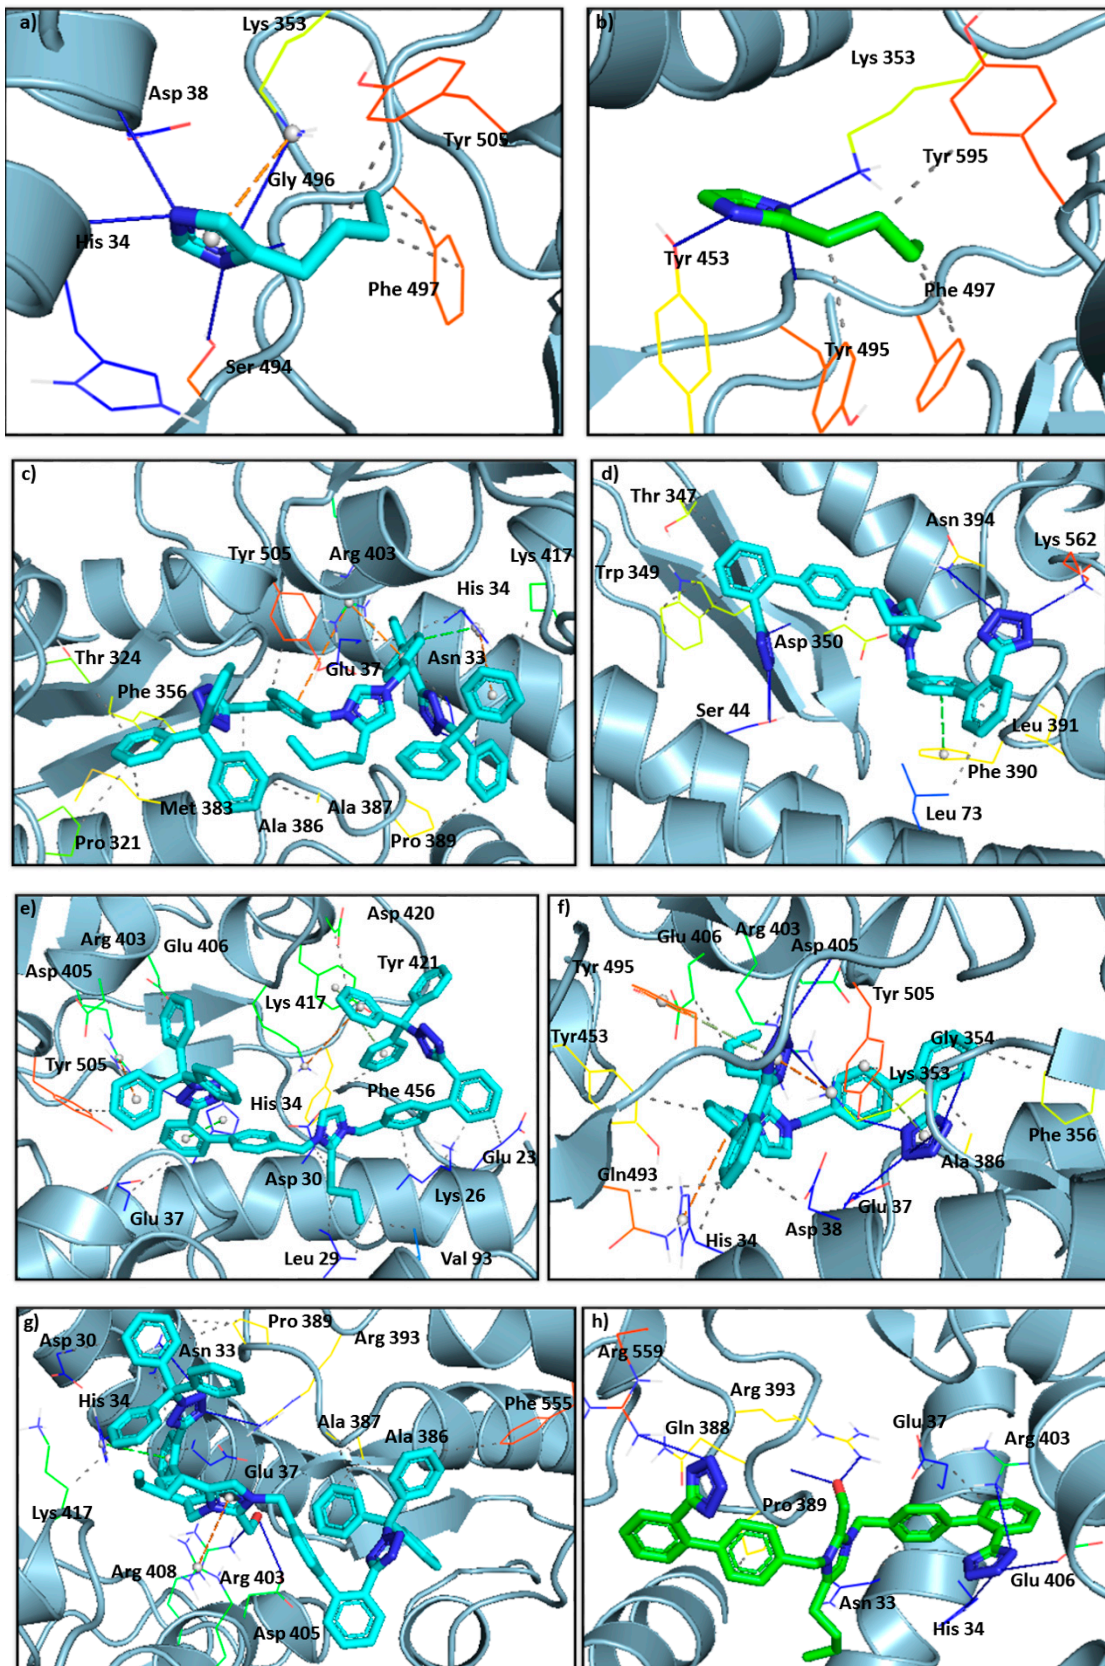 a)
Lys 353
Asp 38
Tyr 505
Gly 496
His 34
Phe 497
Ser 494
b)
Lys 353
Tyr 595
Tyr 453
Phe 497
Tyr 495
c)
Tyr 505
Arg 403
Lys 417
His 34
Asn 33
Thr 324
Glu 37
Phe 356
Met 383
Ala 387
Ala 386
Pro 389
Pro 321
d)
Thr 347
Asn 394
Lys 562
Trp 349
Asp 350
Ser 44
Leu 391
Phe 390
Leu 73
e)
Asp 420
Arg 403
Glu 406
Asp 405
Tyr 421
Lys 417
Tyr 505
Phe 456
His 34
Glu 23
Asp 30
Lys 26
Glu 37
Leu 29
Val 93
f)
Arg 403
Glu 406
Asp 405
Tyr 495
Tyr 505
Tyr453
Gly 354
Lys 353
Phe 356
Ala 386
Gln493
Glu 37
Asp 38
His 34
g)
Pro 389
Arg 393
Asp 30
Asn 33
His 34
Phe 555
Ala 387
Ala 386
Glu 37
Lys 417
Arg 408
Arg 403
Asp 405
h)
Arg 559
Arg 393
Gln 388
Glu 37
Arg 403
Pro 389
Glu 406
Asn 33
His 34